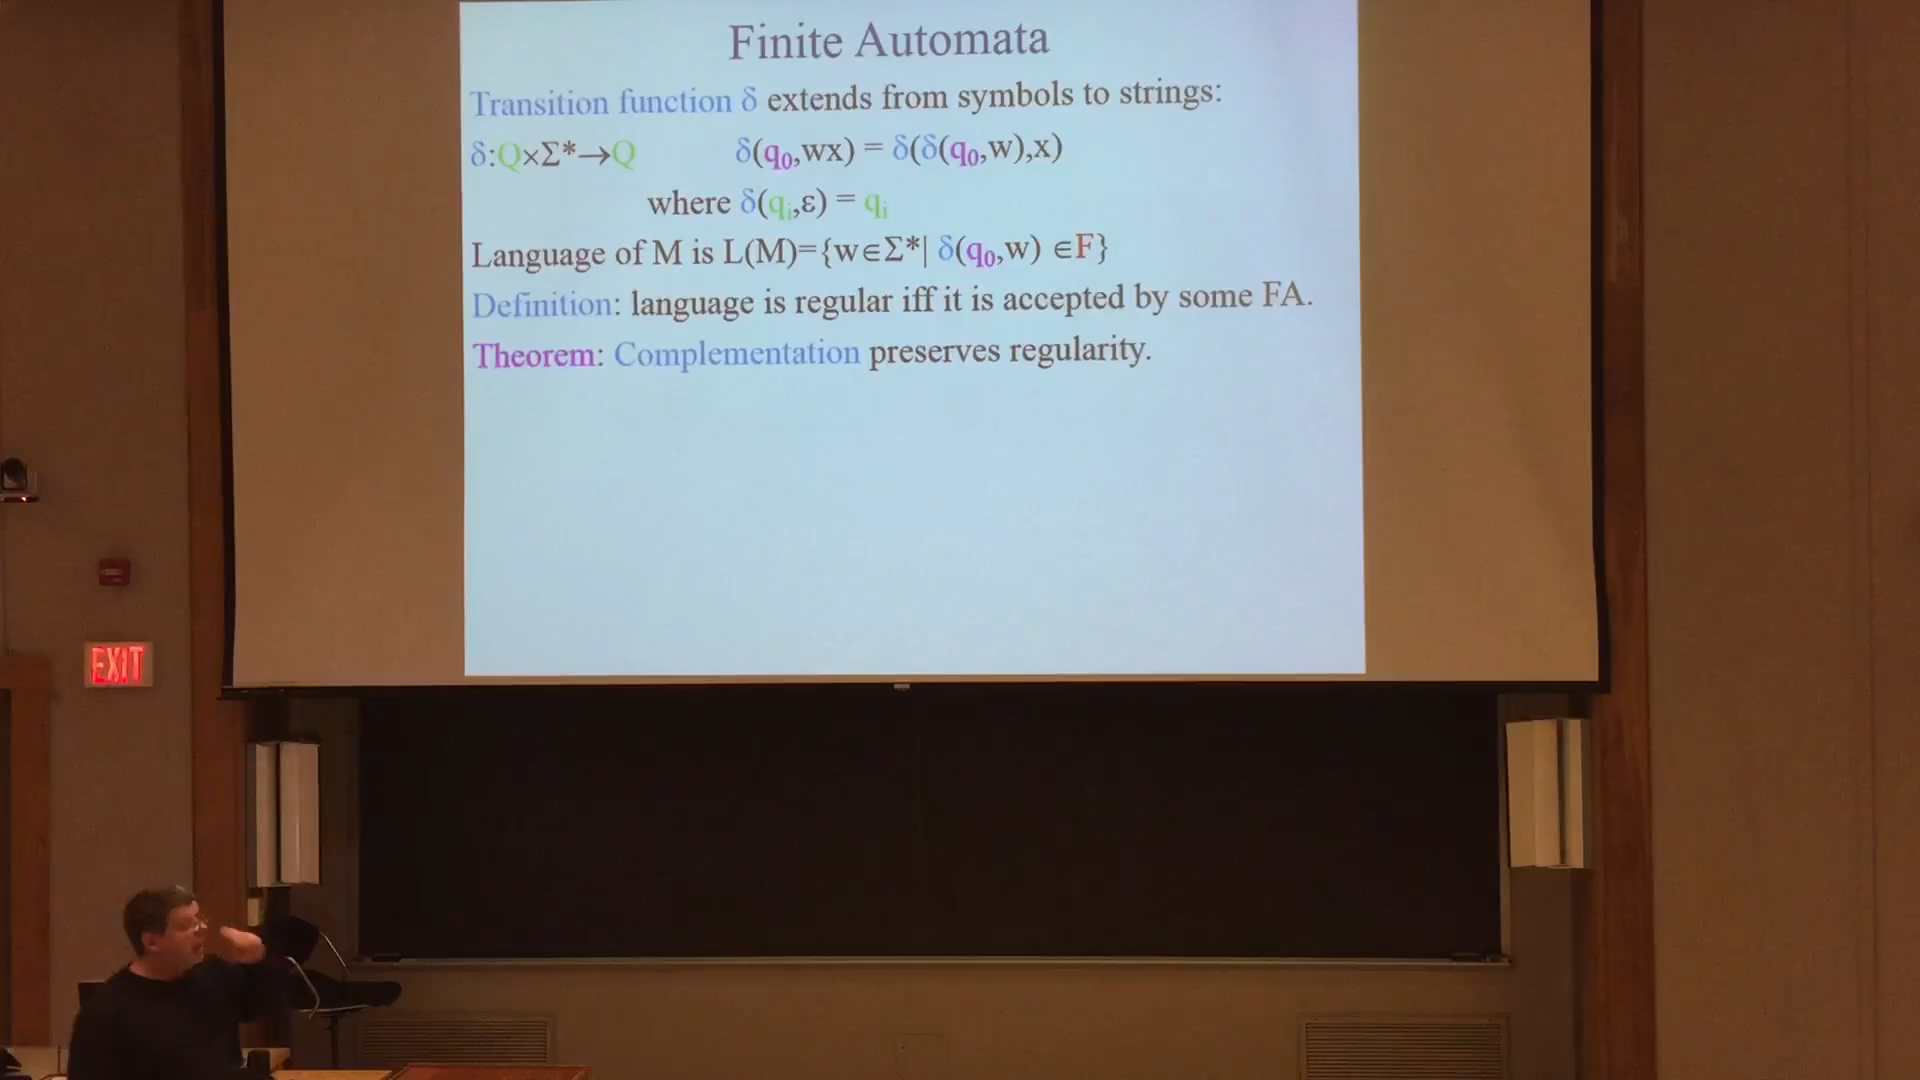 Finite Automata
Transition function δ extends from symbols to strings:
δ:Q×Σ*→Q δ(q₀,wx) = δ(δ(q₀,w),x)
where δ(qᵢ,ε) = qᵢ
Language of M is L(M)={w∈Σ*| δ(q₀,w) ∈F}
Definition: language is regular iff it is accepted by some FA.
Theorem: Complementation preserves regularity.
EXIT